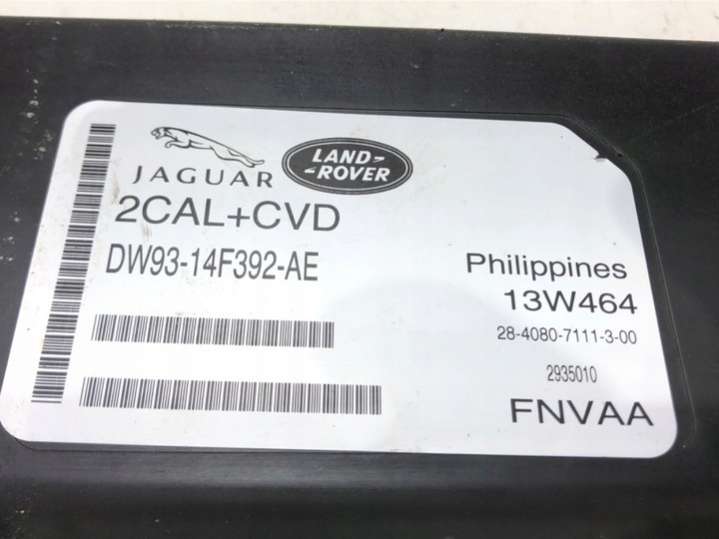 JAGUAR
LAND-
-ROVER
2CAL+CVD
DW93-14F392-AE
Philippines
13W464
28-4080-7111-3-00
2935010
FNVAA